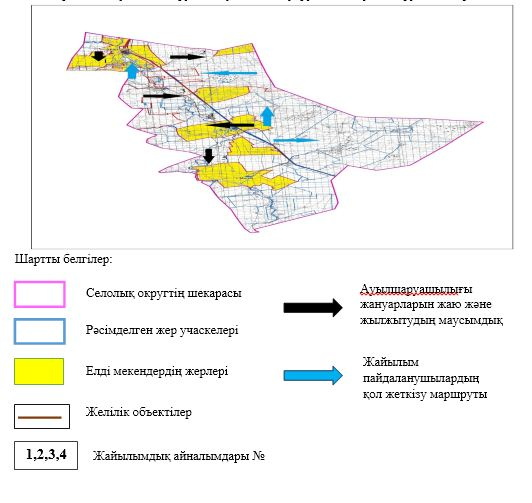 Шартты белгілер:
Селолық округтің шекарасы
Рәсімделген жер учаскелері
Елді мекендердің жерлері
Желілік объектілер
1,2,3,4 Жайылымдық айналымдары №
Ауылшаруашылығы
жануарларын жаю және
жылжытудың маусымдық
Жайылым
пайдаланушылардың
қол жеткізу маршруты